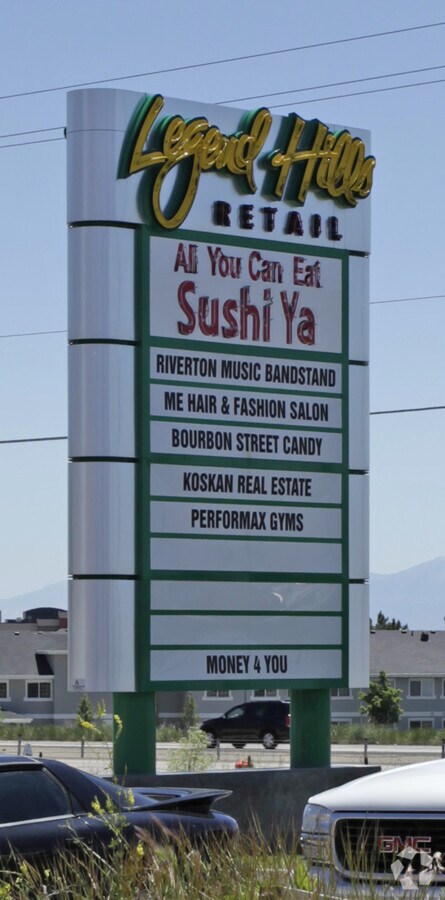 Legend Hills
RETAIL
All You Can Eat
Sushi Ya
RIVERTON MUSIC BANDSTAND
ME HAIR & FASHION SALON
BOURBON STREET CANDY
KOSKAN REAL ESTATE
PERFORMAX GYMS
MONEY 4 YOU
GMC